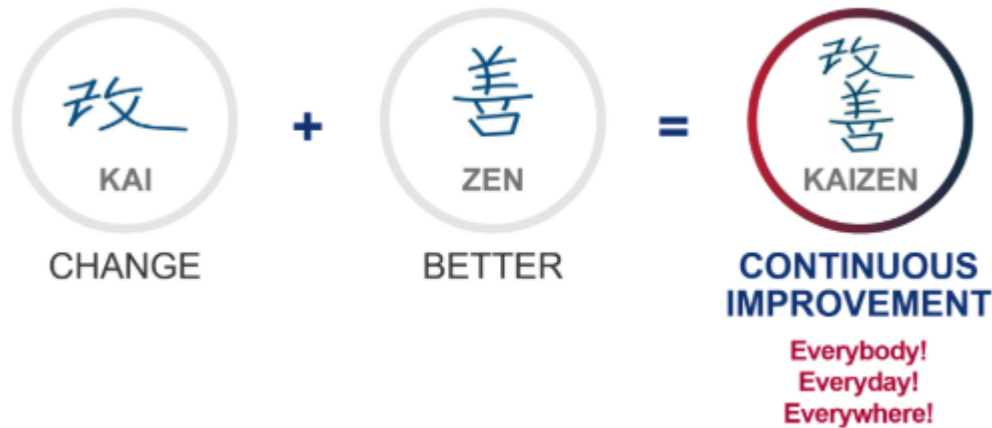 改
KAI
CHANGE
+
善
ZEN
BETTER
=
改
善
KAIZEN
CONTINUOUS
IMPROVEMENT
Everybody!
Everyday!
Everywhere!